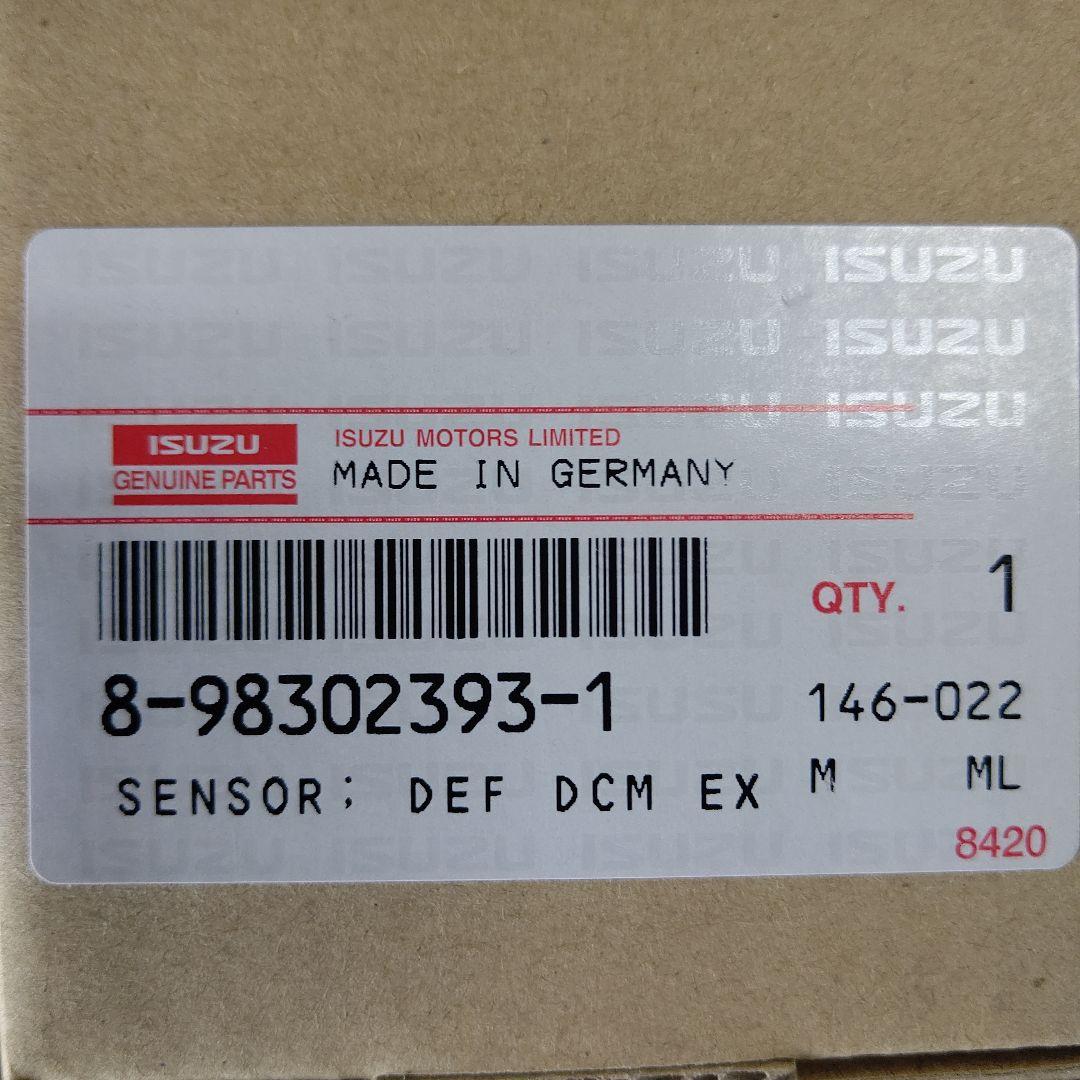 ISUZU ISUZU ISUZU ISUZU
ISUZU ISUZU ISUZU ISUZU
ISUZU
ISUZU
GENUINE PARTS
ISUZU MOTORS LIMITED
MADE IN GERMANY
QTY. 1
8-98302393-1
146-022
SENSOR; DEF DCM EX
M ML
8420